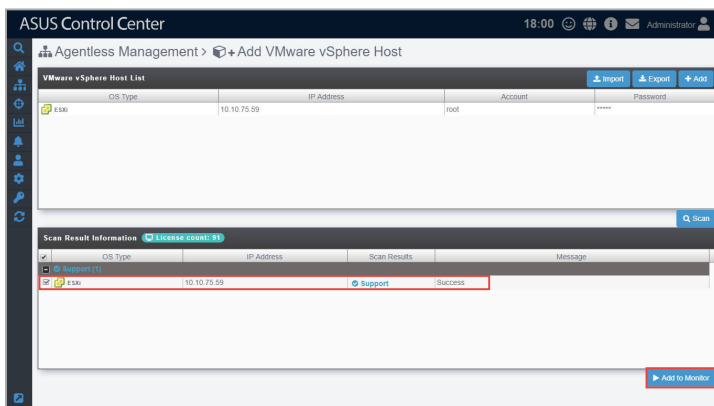 ASUS Control Center
18:00
Administrator
Agentless Management > + Add VMware vSphere Host
VMware vSphere Host List
Import
Export
+ Add
OS Type IP Address Account Password
ESXi 10.10.75.59 root *****
Scan
Scan Result Information License count: 91
OS Type IP Address Scan Results Message
Support (1)
ESXi 10.10.75.59 Support Success
Add to Monitor